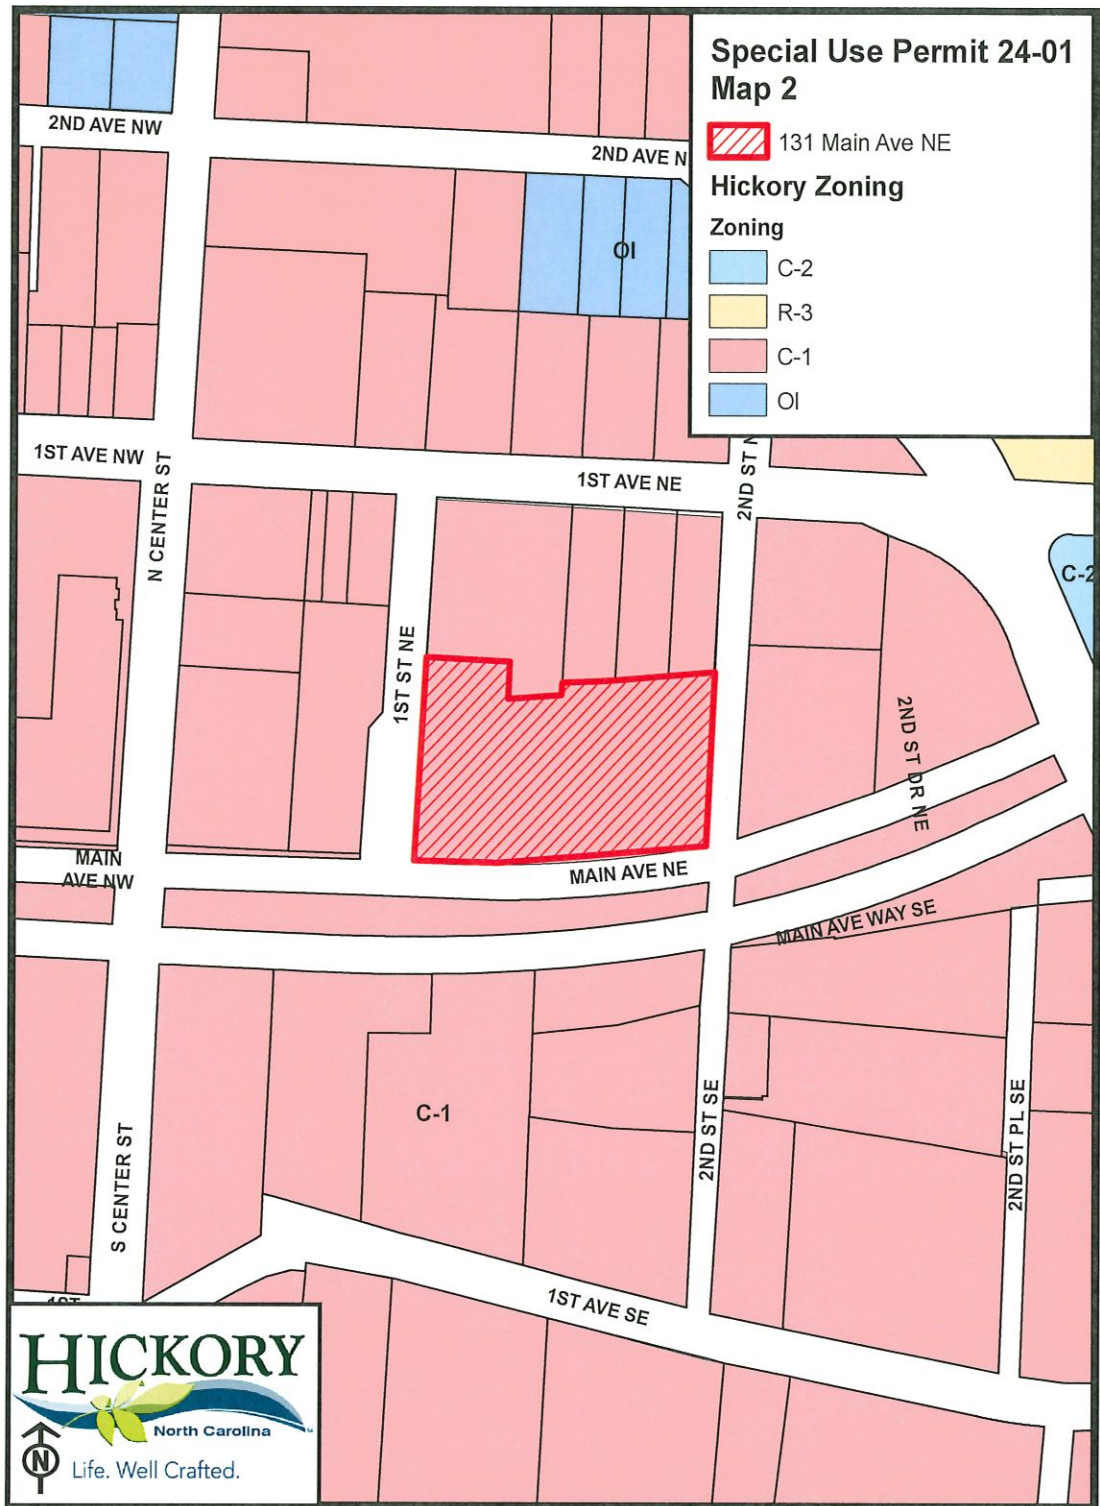 Special Use Permit 24-01
Map 2
131 Main Ave NE
Hickory Zoning
Zoning
C-2
R-3
C-1
OI
2ND AVE NW
2ND AVE N
OI
1ST AVE NW
N CENTER ST
1ST AVE NE
2ND ST N
C-2
1ST ST NE
2ND ST DR NE
MAIN
AVE NW
MAIN AVE NE
MAIN AVE WAY SE
C-1
S CENTER ST
2ND ST SE
2ND ST PL SE
1ST AVE SE
1ST
HICKORY
North Carolina
N
Life. Well Crafted.